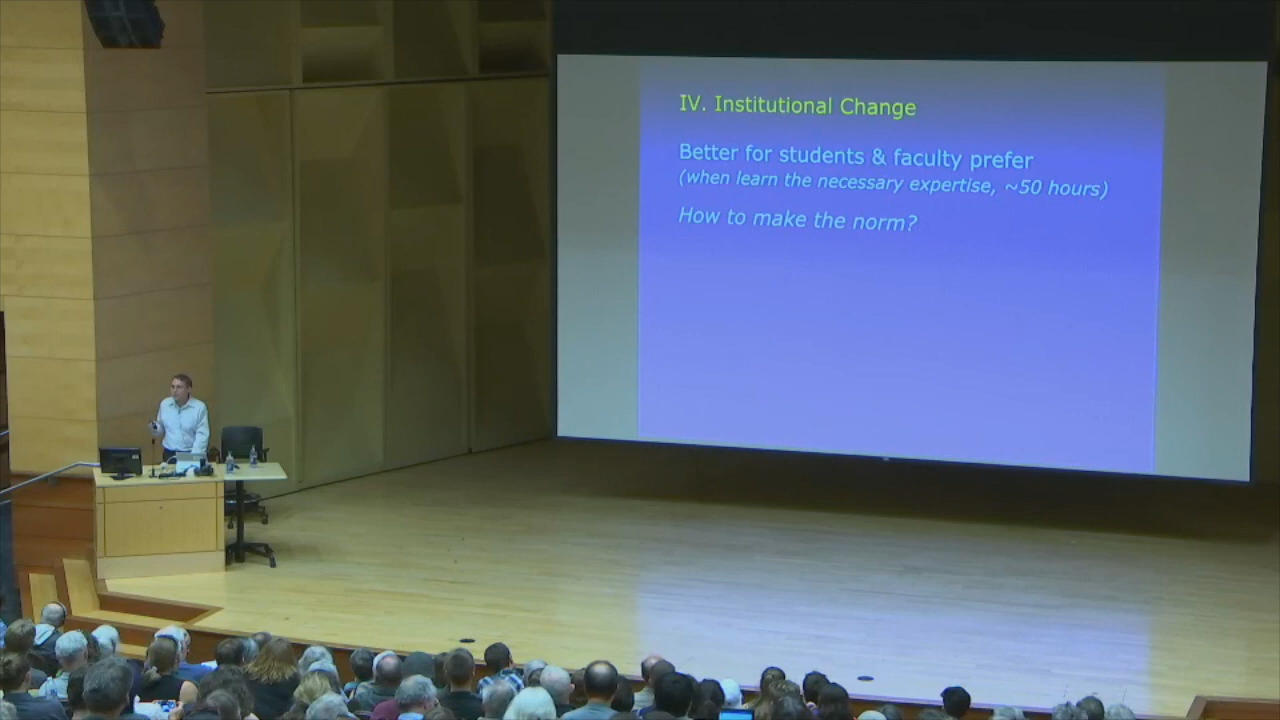 IV. Institutional Change
Better for students & faculty prefer
(when learn the necessary expertise, ~50 hours)
How to make the norm?